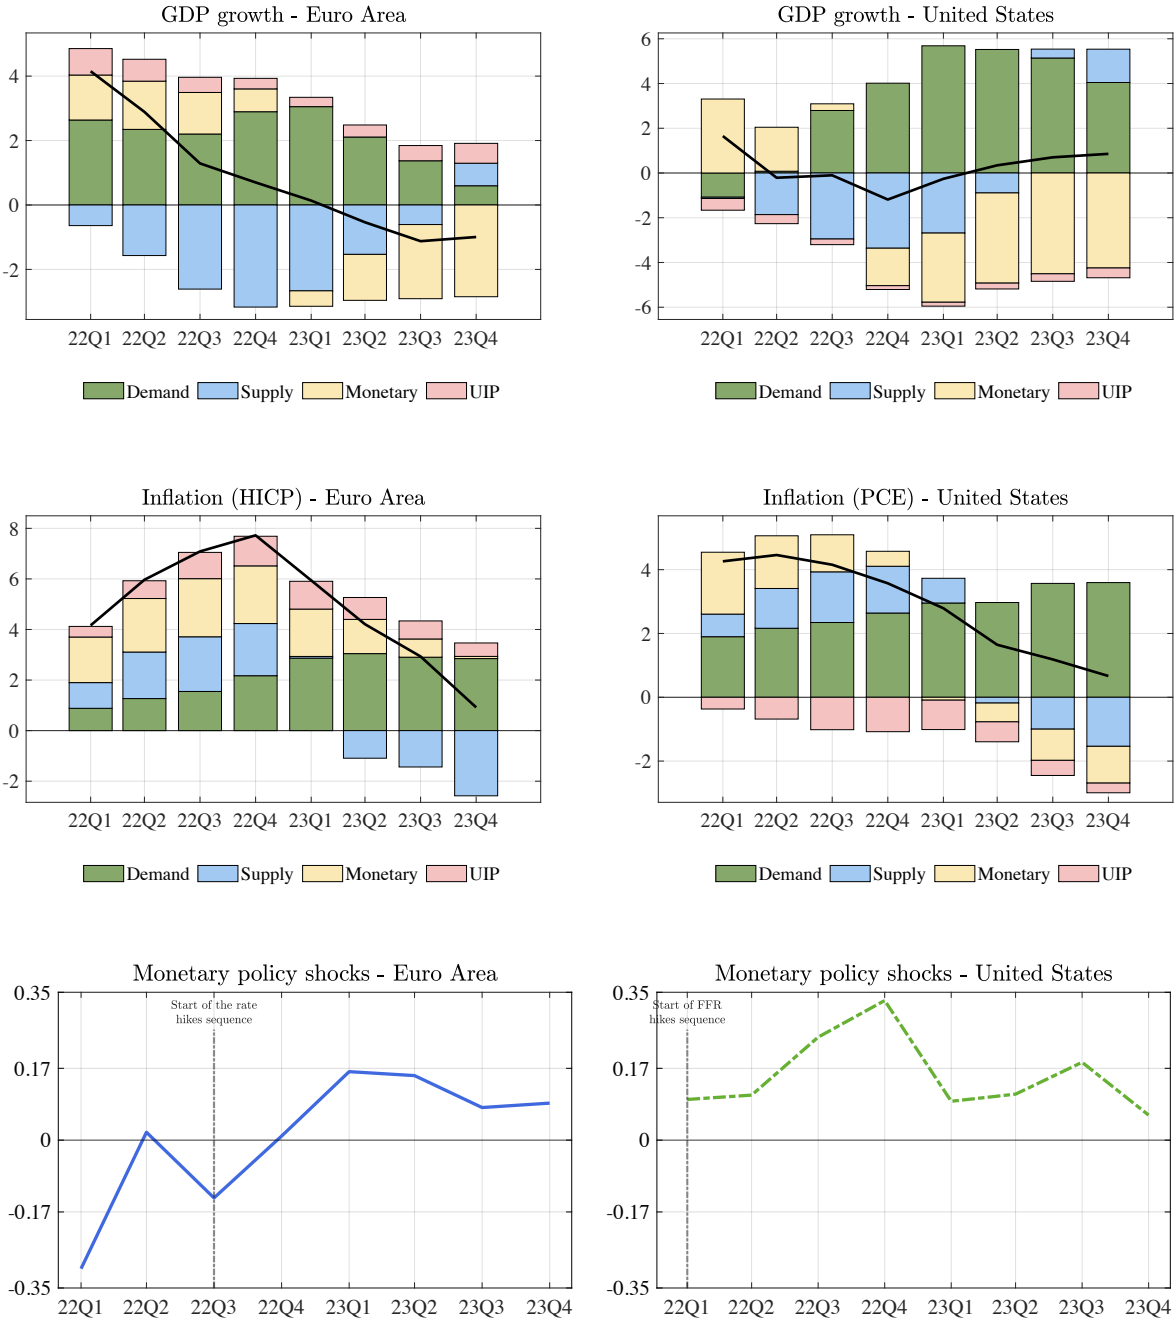 GDP growth - Euro Area
4
2
0
-2
22Q1 22Q2 22Q3 22Q4 23Q1 23Q2 23Q3 23Q4
Demand Supply Monetary UIP
GDP growth - United States
6
4
2
0
-2
-4
-6
22Q1 22Q2 22Q3 22Q4 23Q1 23Q2 23Q3 23Q4
Demand Supply Monetary UIP
Inflation (HICP) - Euro Area
8
6
4
2
0
-2
22Q1 22Q2 22Q3 22Q4 23Q1 23Q2 23Q3 23Q4
Demand Supply Monetary UIP
Inflation (PCE) - United States
4
2
0
-2
22Q1 22Q2 22Q3 22Q4 23Q1 23Q2 23Q3 23Q4
Demand Supply Monetary UIP
Monetary policy shocks - Euro Area
0.35
Start of the rate
hikes sequence
0.17
0
-0.17
-0.35
22Q1 22Q2 22Q3 22Q4 23Q1 23Q2 23Q3 23Q4
Monetary policy shocks - United States
0.35
Start of FFR
hikes sequence
0.17
0
-0.17
-0.35
22Q1 22Q2 22Q3 22Q4 23Q1 23Q2 23Q3 23Q4